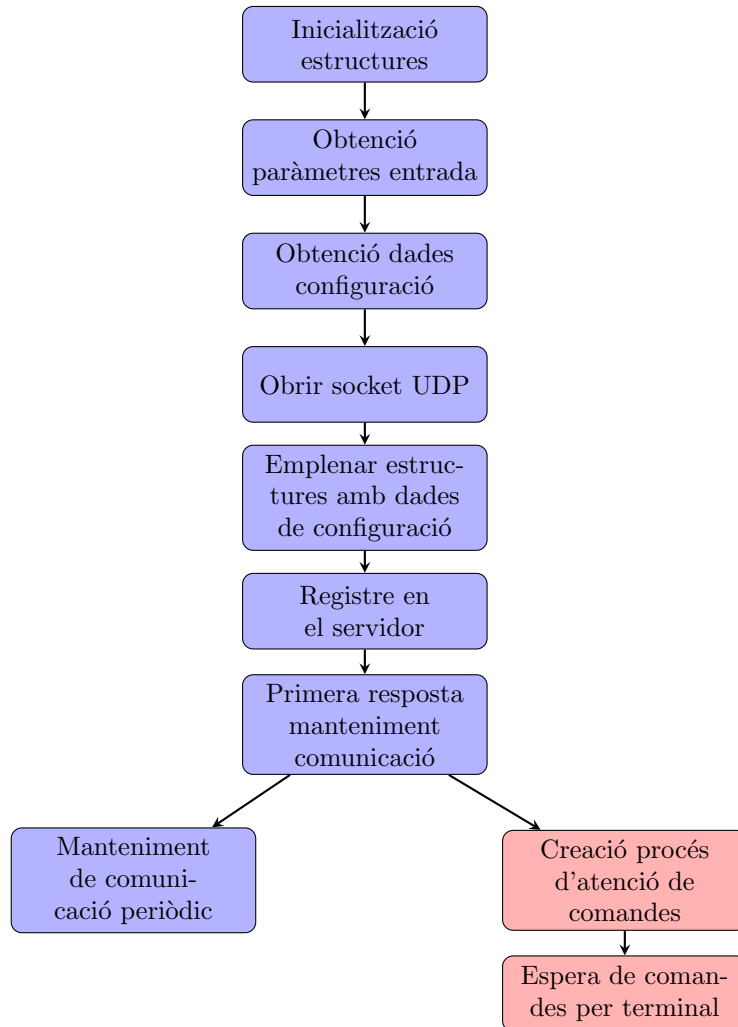 Inicialització
estructures
Obtenció
paràmetres entrada
Obtenció dades
configuració
Obrir socket UDP
Emplenar estruc-
tures amb dades
de configuració
Registre en
el servidor
Primera resposta
manteniment
comunicació
Manteniment
de comuni-
cació periòdic
Creació procés
d'atenció de
comandes
Espera de coman-
des per terminal